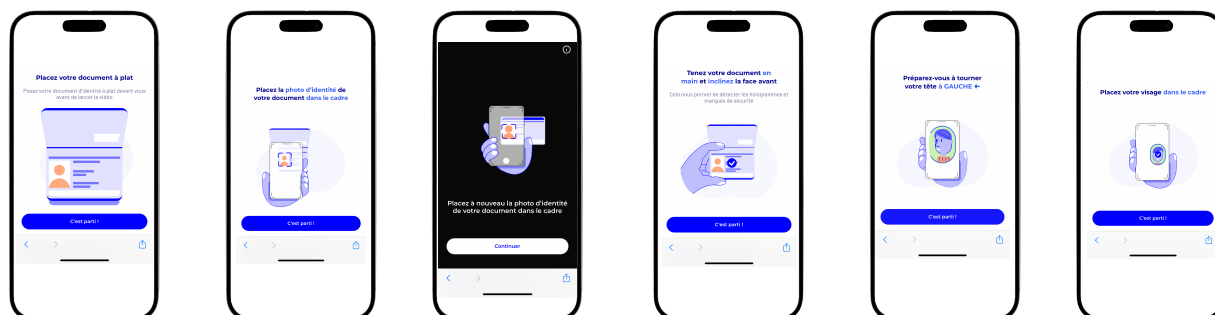 Placez votre document à plat
Posez votre document d'identité à plat devant vous
avant de lancer la vidéo
C'est parti !
Placez la photo d'identité de
votre document dans le cadre
C'est parti !
Placez à nouveau la photo d'identité
de votre document dans le cadre
Continuer
Tenez votre document en
main et inclinez la face avant
Cela nous permet de détecter les hologrammes et
marques de sécurité
C'est parti !
Préparez-vous à tourner
votre tête à GAUCHE ←
C'est parti !
Placez votre visage dans le cadre
C'est parti !